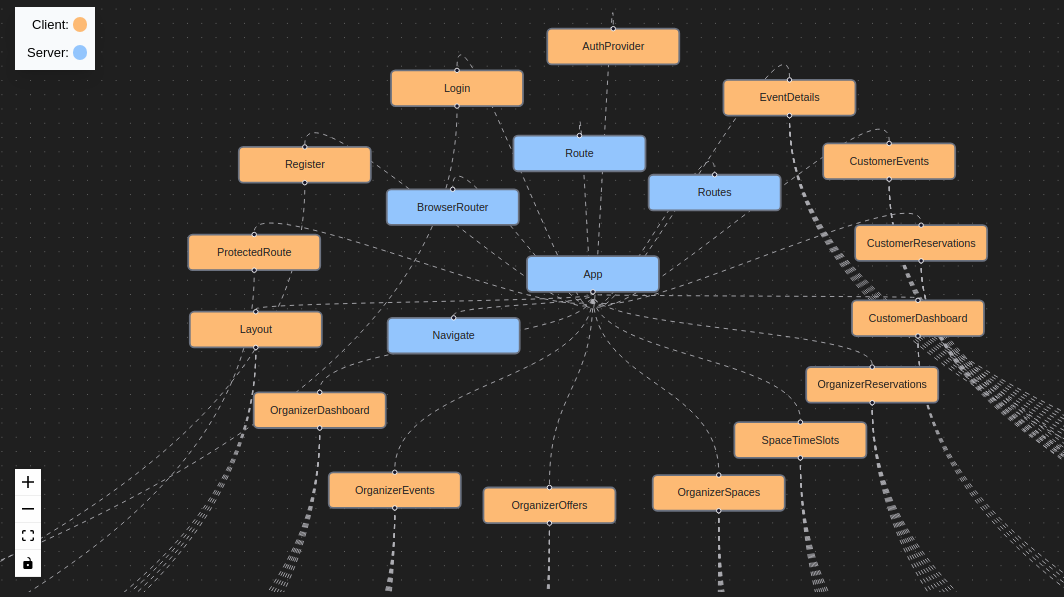 Client:
Server:
AuthProvider
Login
EventDetails
Route
CustomerEvents
Register
Routes
BrowserRouter
CustomerReservations
ProtectedRoute
App
CustomerDashboard
Layout
Navigate
OrganizerReservations
OrganizerDashboard
SpaceTimeSlots
OrganizerEvents
OrganizerSpaces
OrganizerOffers